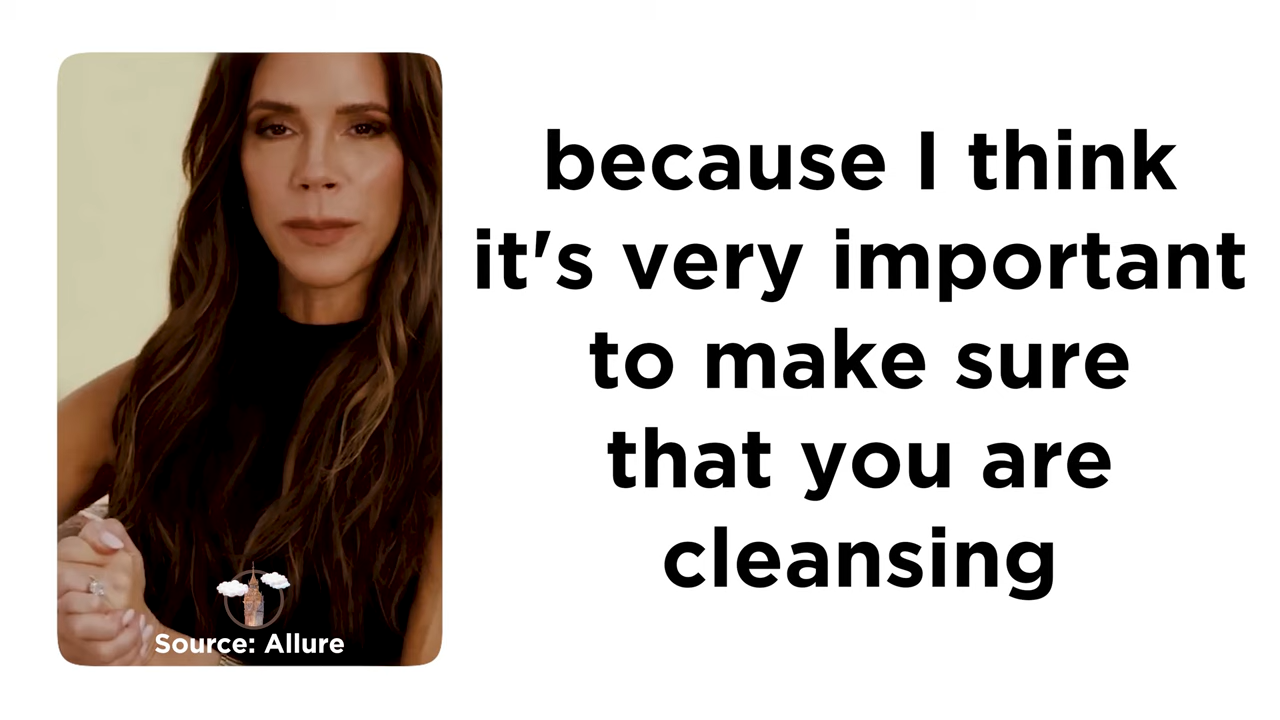 because I think
it's very important
to make sure
that you are
cleansing
Source: Allure